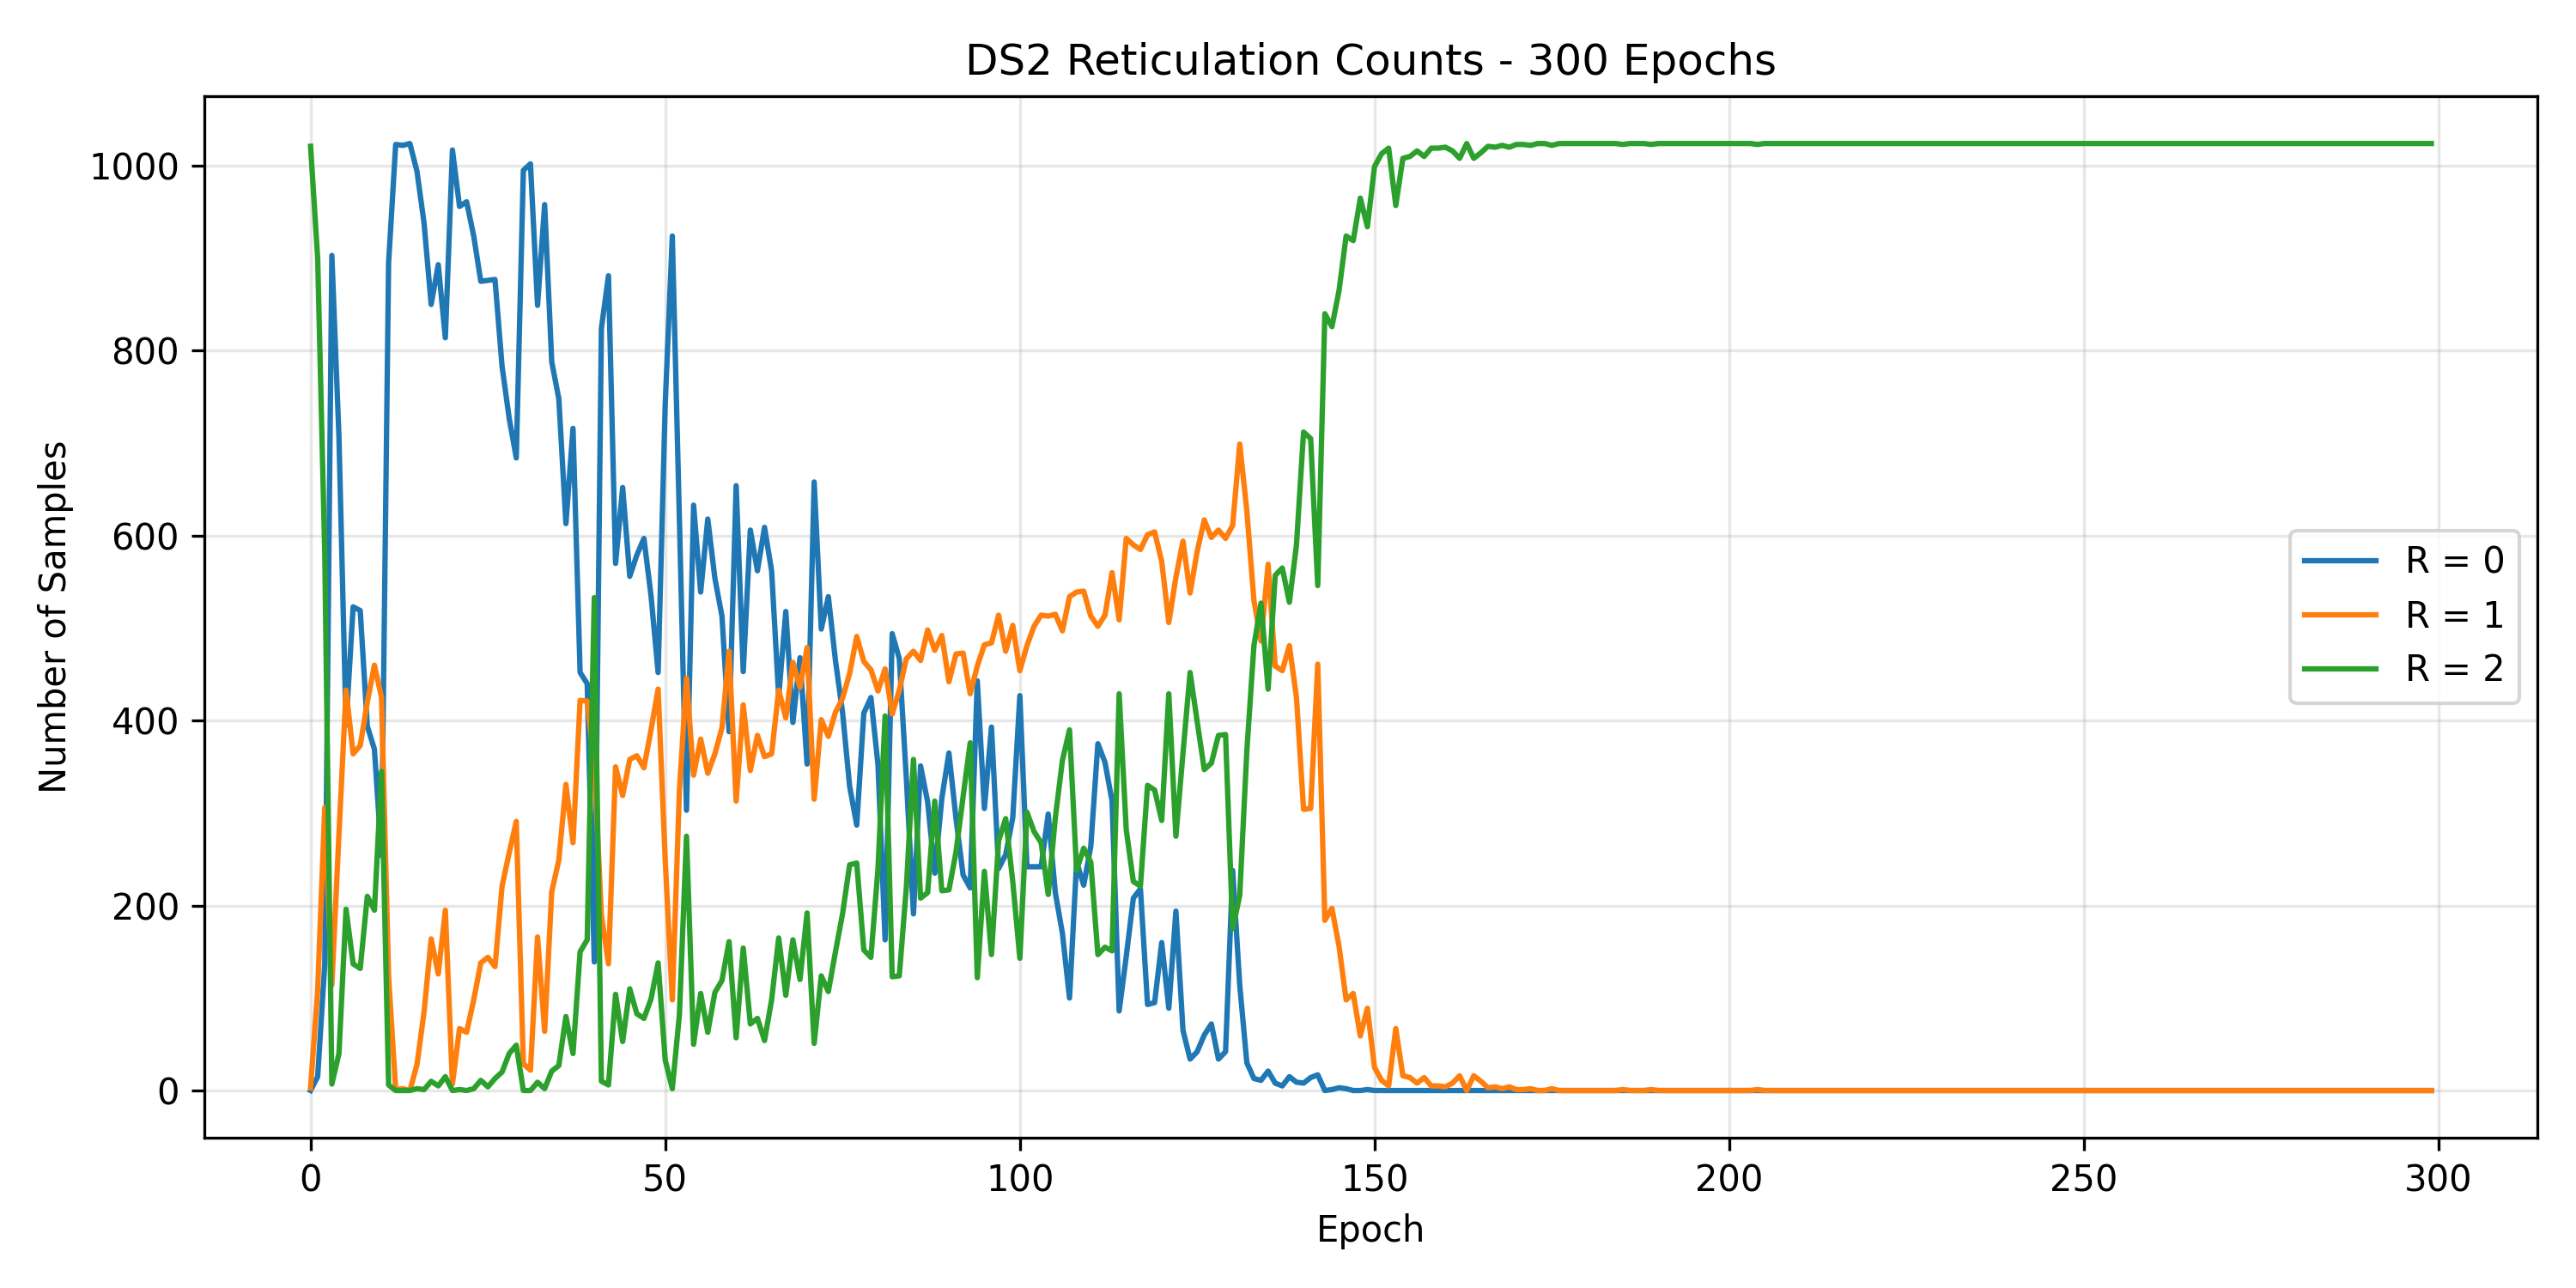 DS2 Reticulation Counts - 300 Epochs
Number of Samples
1000
800
600
400
200
0
R = 0
R = 1
R = 2
0 50 100 150 200 250 300
Epoch